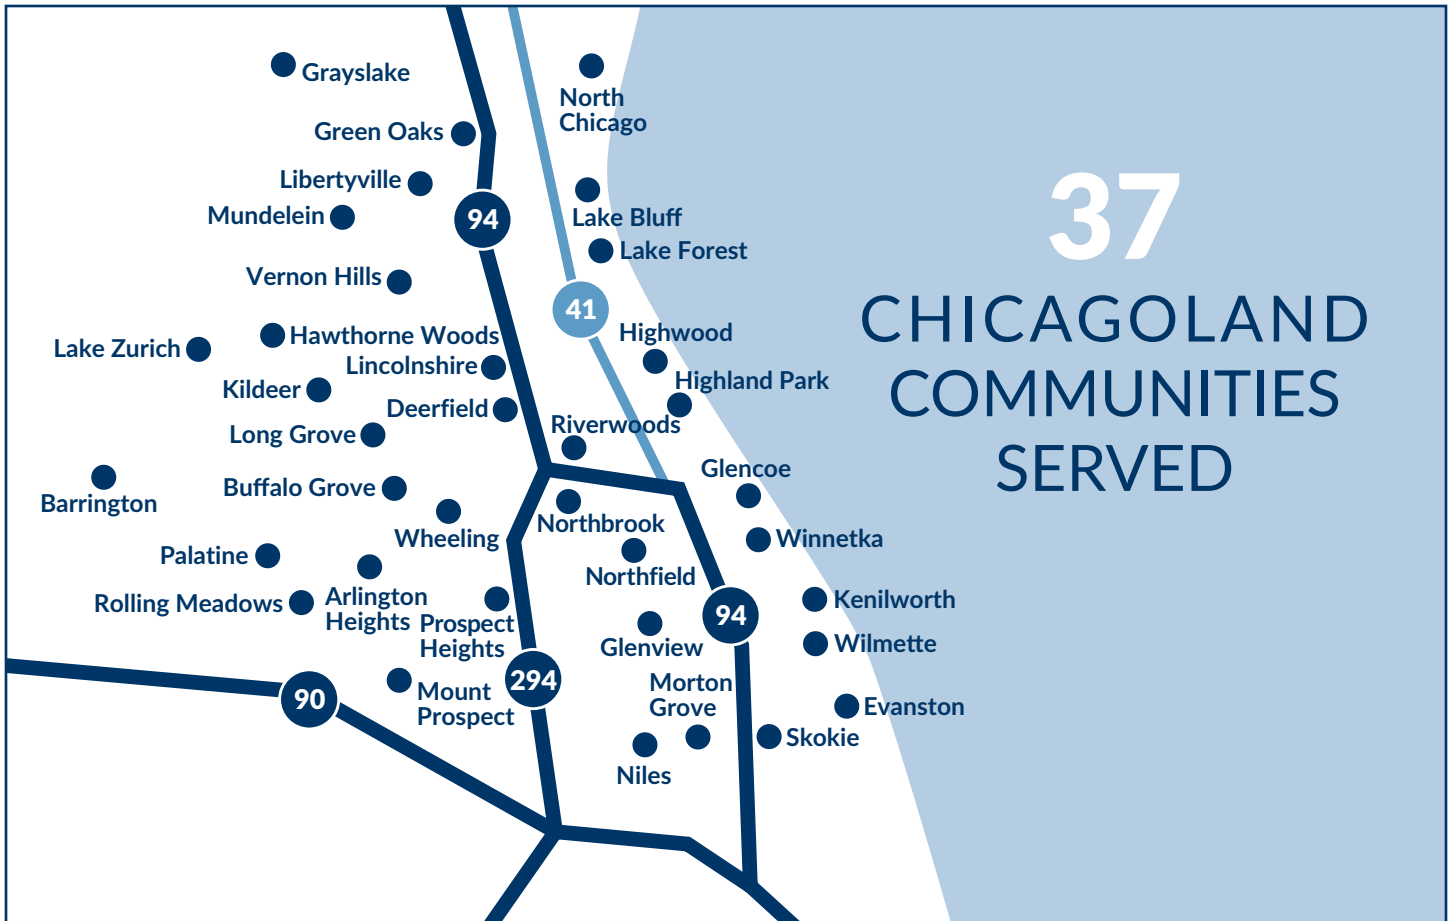 Grayslake
North
Chicago
Green Oaks
Libertyville
Mundelein
94
Lake Bluff
Lake Forest
Vernon Hills
41
Highwood
Hawthorne Woods
Lake Zurich
Lincolnshire
Highland Park
Kildeer
Deerfield
Riverwoods
Long Grove
Glencoe
Buffalo Grove
Barrington
Northbrook
Wheeling
Winnetka
Palatine
Northfield
Rolling Meadows
Arlington
Heights
Prospect
Heights
Kenilworth
94
Glenview
Wilmette
294
Morton
Grove
90
Mount
Prospect
Evanston
Skokie
Niles
37
CHICAGOLAND
COMMUNITIES
SERVED